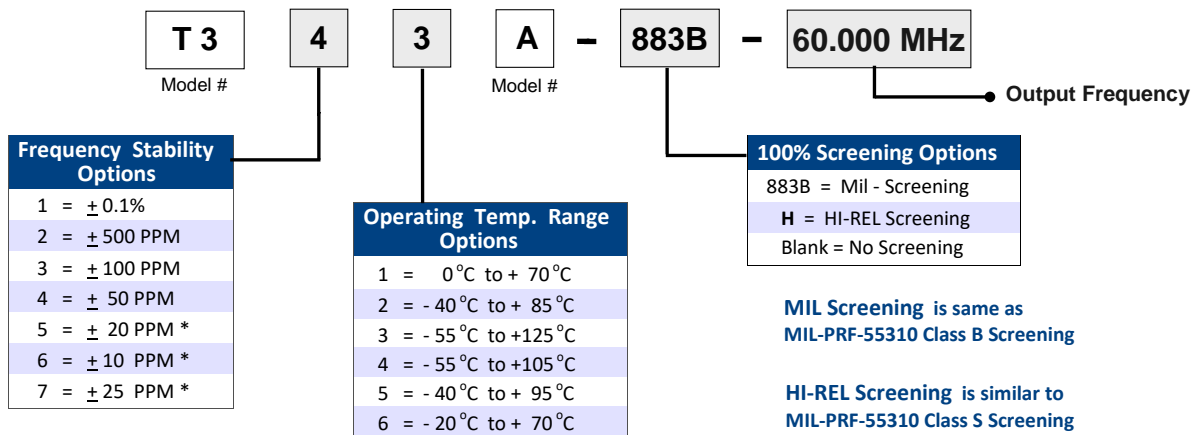 T 3 4 3 A – 883B – 60.000 MHz
Model # Model #
Output Frequency
Frequency Stability
Options
1 = ± 0.1%
2 = ± 500 PPM
3 = ± 100 PPM
4 = ± 50 PPM
5 = ± 20 PPM *
6 = ± 10 PPM *
7 = ± 25 PPM *
Operating Temp. Range
Options
1 = 0 °C to + 70 °C
2 = - 40 °C to + 85 °C
3 = - 55 °C to +125 °C
4 = - 55 °C to +105 °C
5 = - 40 °C to + 95 °C
6 = - 20 °C to + 70 °C
100% Screening Options
883B = Mil - Screening
H = HI-REL Screening
Blank = No Screening
MIL Screening is same as
MIL-PRF-55310 Class B Screening
HI-REL Screening is similar to
MIL-PRF-55310 Class S Screening